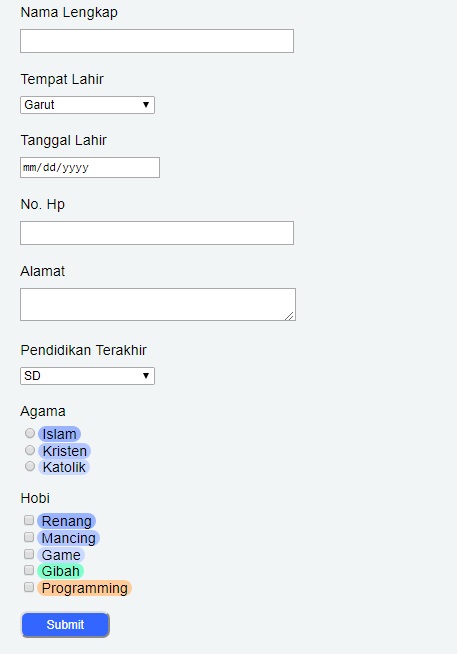 Nama Lengkap
Tempat Lahir
Garut
Tanggal Lahir
mm/dd/yyyy
No. Hp
Alamat
Pendidikan Terakhir
SD
Agama
Islam
Kristen
Katolik
Hobi
Renang
Mancing
Game
Gibah
Programming
Submit